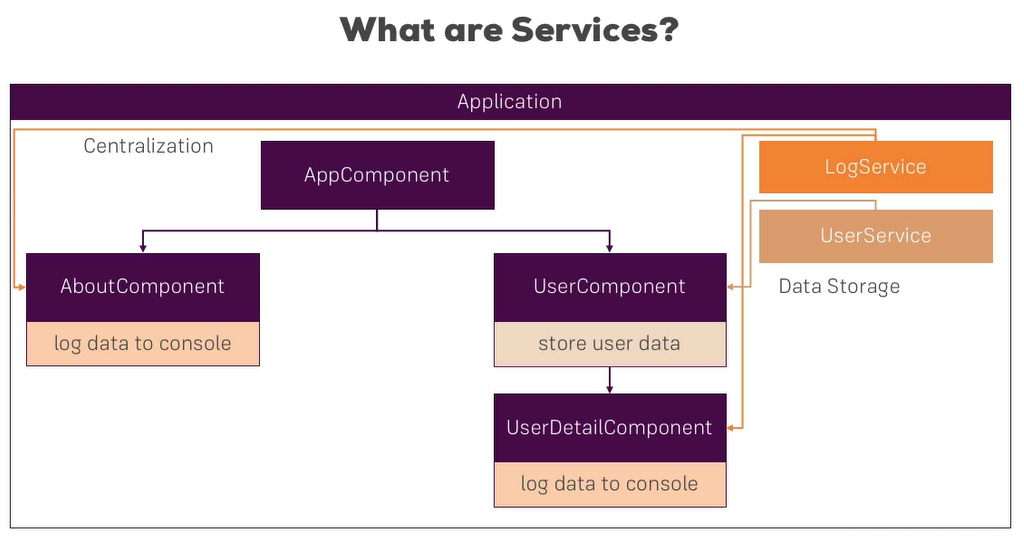 What are Services?
Application
Centralization
AppComponent
LogService
UserService
AboutComponent
UserComponent
Data Storage
log data to console
store user data
UserDetailComponent
log data to console